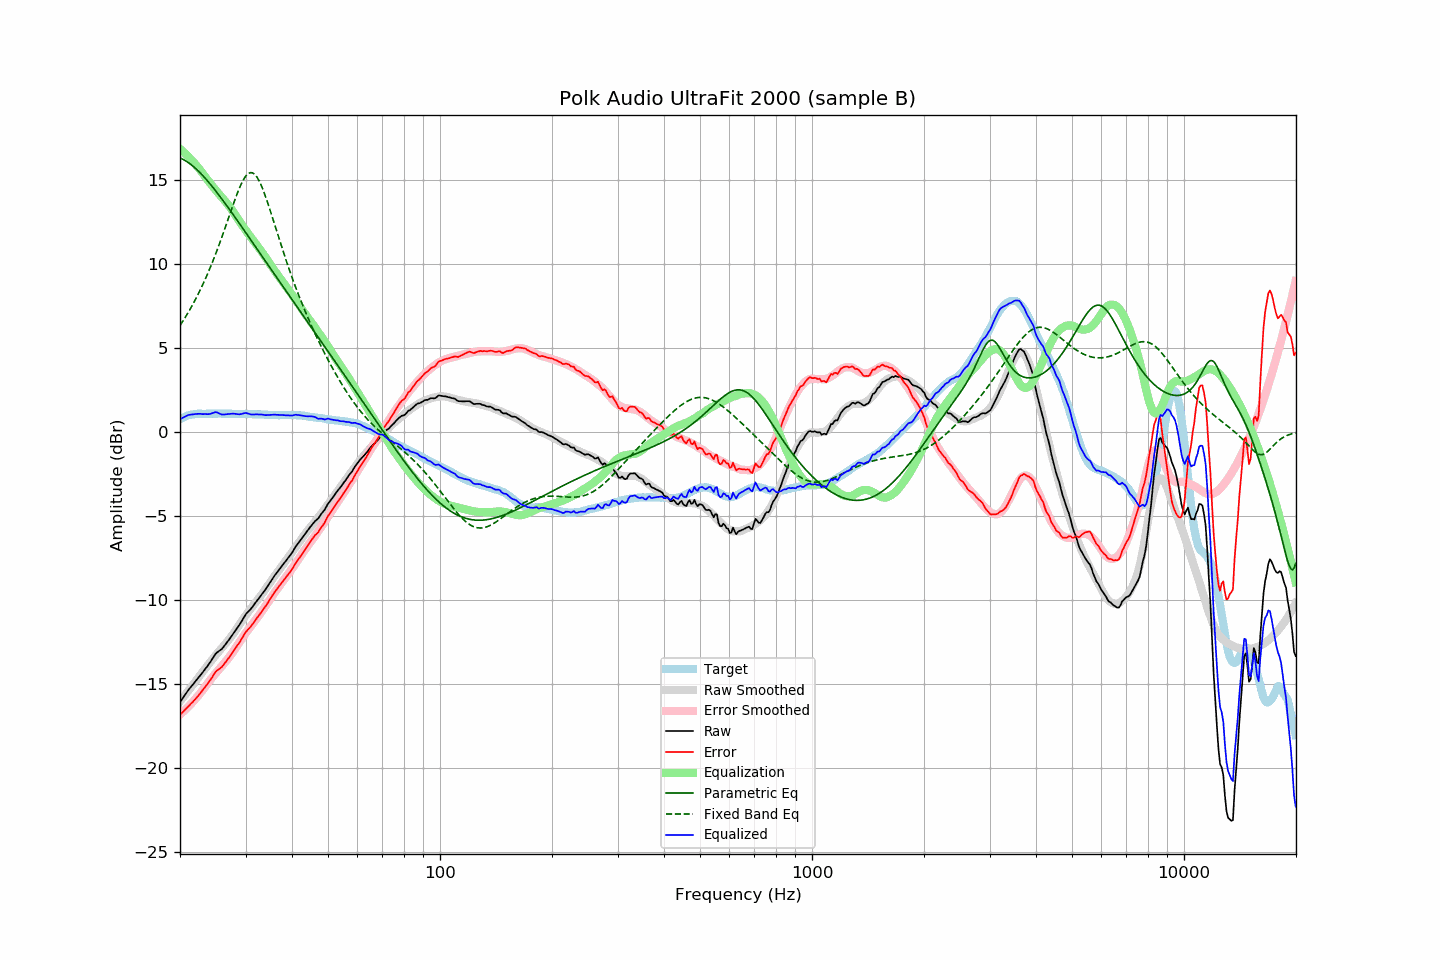 Polk Audio UltraFit 2000 (sample B)
Amplitude (dBr)
15
10
5
0
−5
−10
−15
−20
−25
Target
Raw Smoothed
Error Smoothed
Raw
Error
Equalization
Parametric Eq
Fixed Band Eq
Equalized
100
1000
10000
Frequency (Hz)